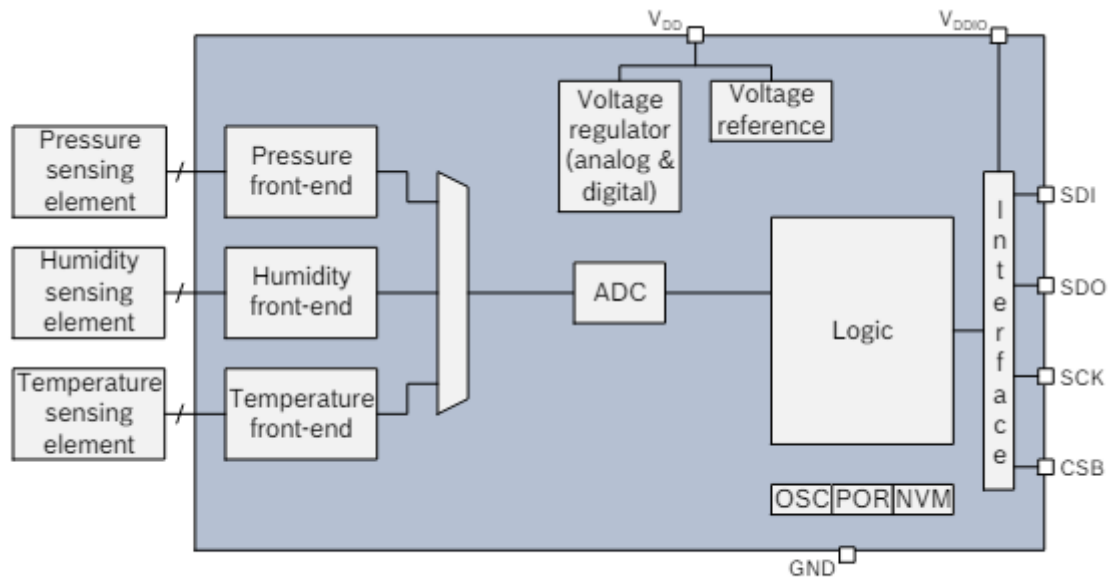 VDD
VDDIO
Voltage
regulator
(analog &
digital)
Voltage
reference
Pressure
sensing
element
Pressure
front-end
Humidity
sensing
element
Humidity
front-end
Temperature
sensing
element
Temperature
front-end
ADC
Logic
OSC POR NVM
Interface
SDI
SDO
SCK
CSB
GND